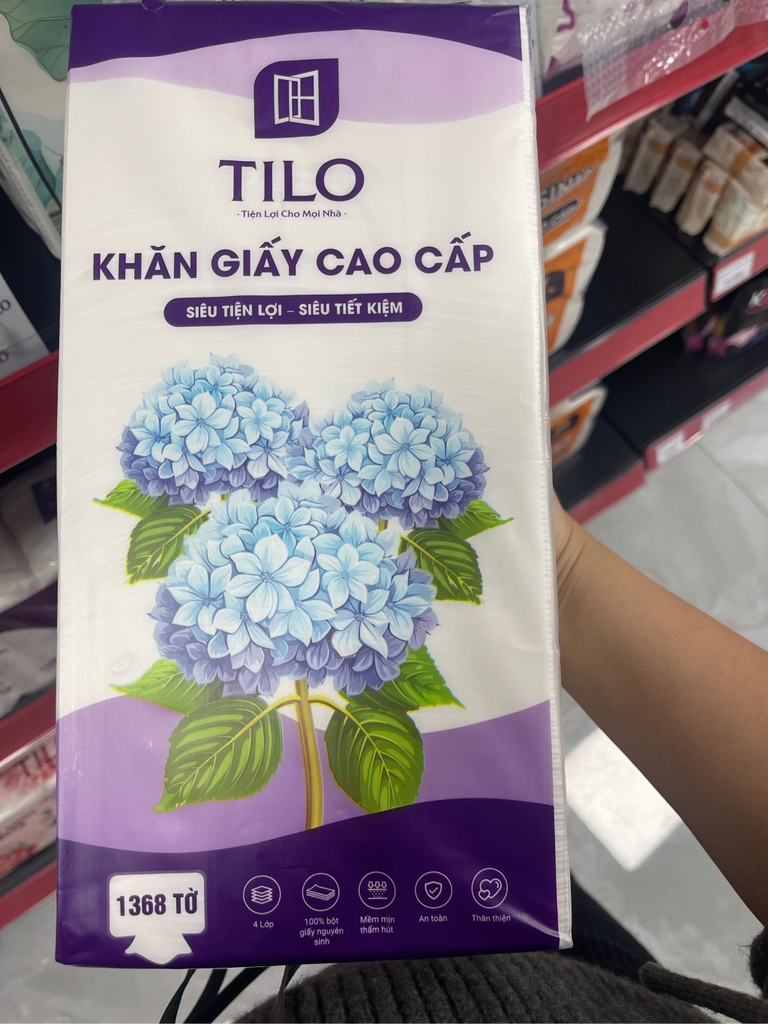 TILO
- Tiện Lợi Cho Mọi Nhà -
KHĂN GIẤY CAO CẤP
SIÊU TIỆN LỢI – SIÊU TIẾT KIỆM
1368 TỜ
4 Lớp
100% bột
giấy nguyên
sinh
Mềm mịn
thấm hút
An toàn
Thân thiện